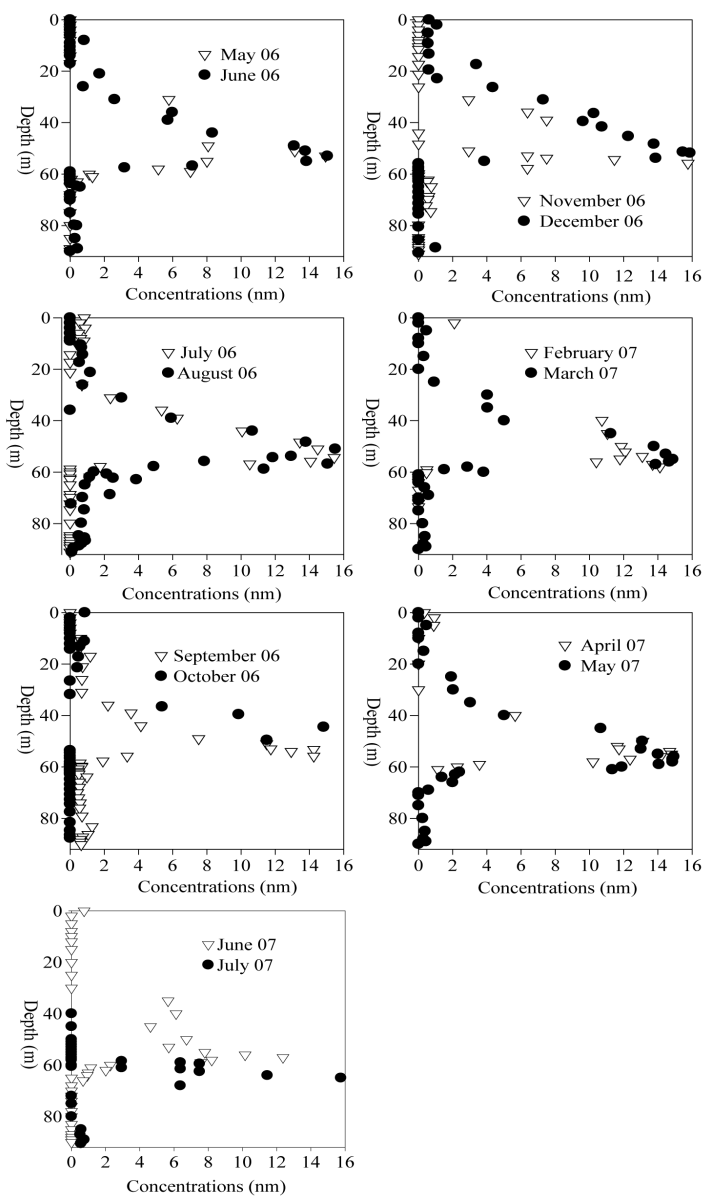 0
20
40
60
80
Depth (m)
May 06
June 06
0 2 4 6 8 10 12 14 16
Concentrations (nm)
0
20
40
60
80
Depth (m)
November 06
December 06
0 2 4 6 8 10 12 14 16
Concentrations (nm)
0
20
40
60
80
Depth (m)
July 06
August 06
0 2 4 6 8 10 12 14 16
Concentrations (nm)
0
20
40
60
80
Depth (m)
February 07
March 07
0 2 4 6 8 10 12 14 16
Concentrations (nm)
0
20
40
60
80
Depth (m)
September 06
October 06
0 2 4 6 8 10 12 14 16
Concentrations (nm)
0
20
40
60
80
Depth (m)
April 07
May 07
0 2 4 6 8 10 12 14 16
Concentrations (nm)
0
20
40
60
80
Depth (m)
June 07
July 07
0 2 4 6 8 10 12 14 16
Concentrations (nm)